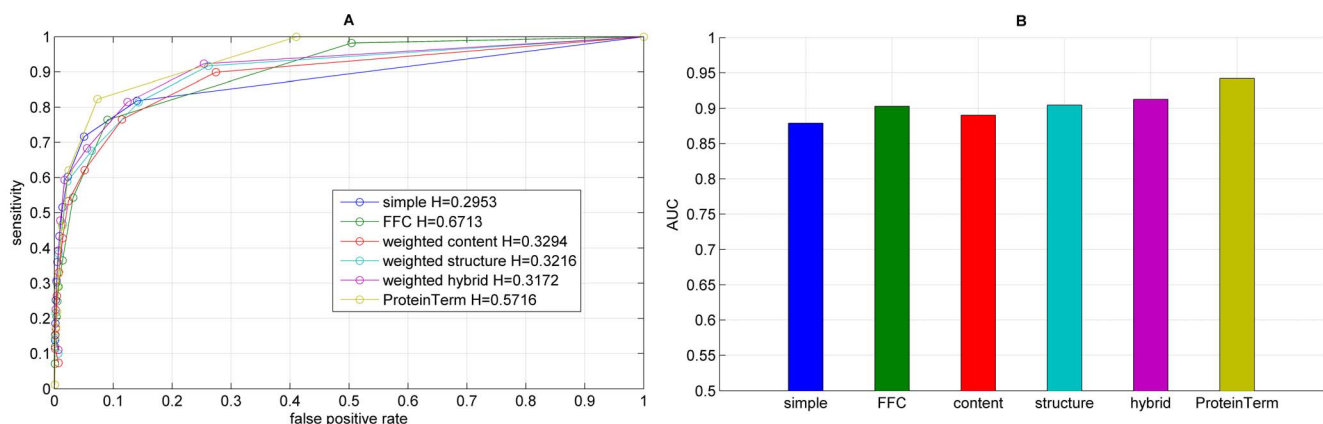 A
1
0.9
0.8
0.7
0.6
0.5
0.4
0.3
0.2
0.1
0
sensitivity
simple H=0.2953
FFC H=0.6713
weighted content H=0.3294
weighted structure H=0.3216
weighted hybrid H=0.3172
ProteinTerm H=0.5716
0 0.1 0.2 0.3 0.4 0.5 0.6 0.7 0.8 0.9 1
false positive rate
B
1
0.95
0.9
0.85
0.8
0.75
0.7
0.65
0.6
0.55
0.5
AUC
simple FFC content structure hybrid ProteinTerm